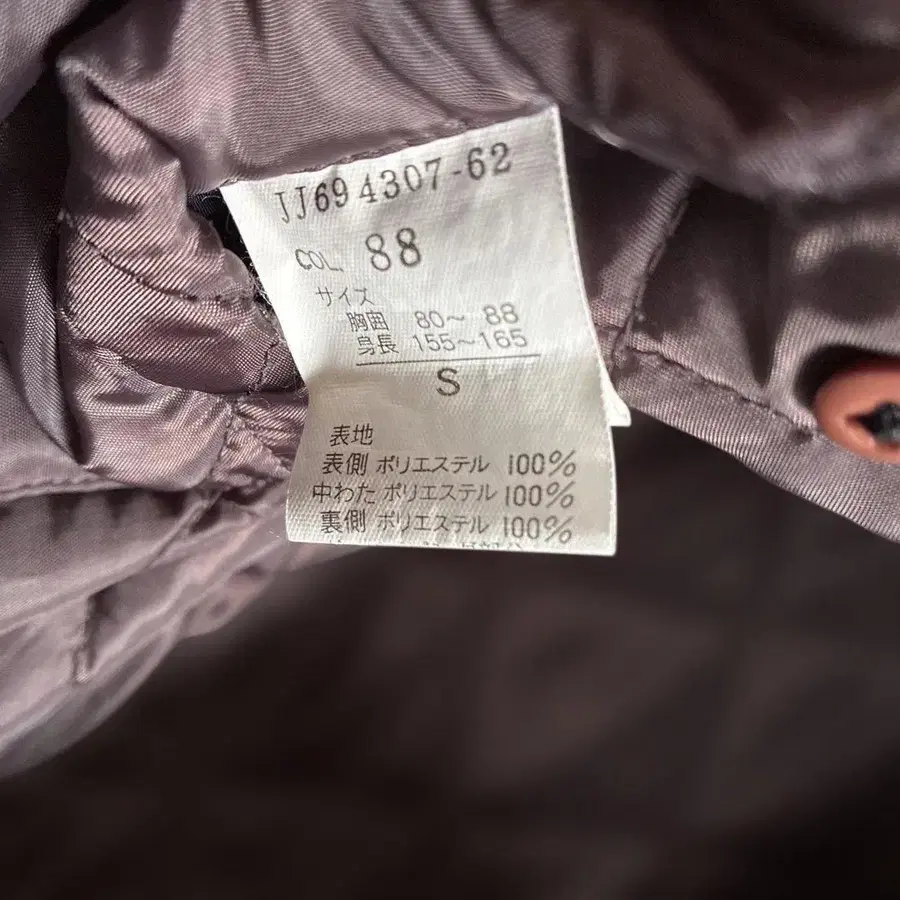 JJ69 4307-62
COL. 88
サイズ
胸囲 80～ 88
身長 155～165
S
表地
表側 ポリエステル 100%
中わた ポリエステル 100%
裏側 ポリエステル 100%